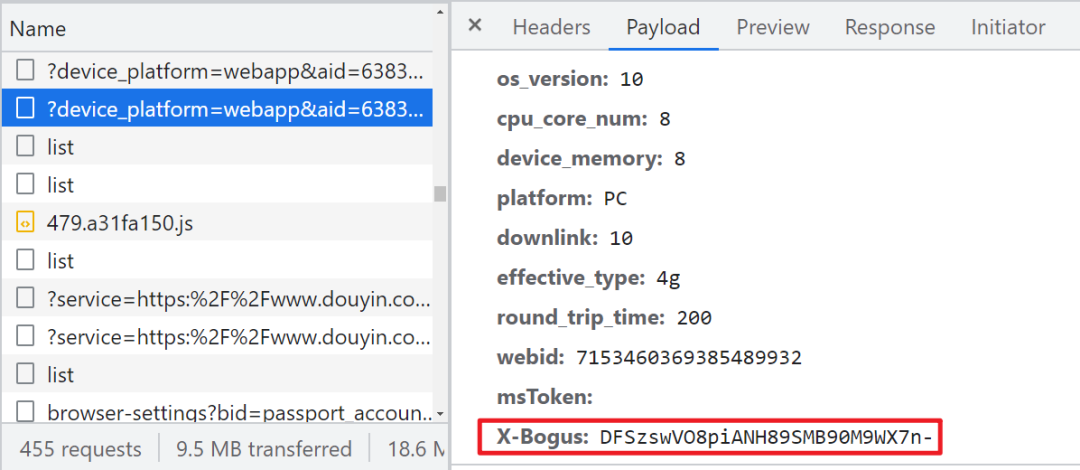 Name
?device_platform=webapp&aid=6383...
?device_platform=webapp&aid=6383...
list
list
479.a31fa150.js
list
?service=https:%2F%2Fwww.douyin.co...
?service=https:%2F%2Fwww.douyin.co...
list
browser-settings?bid=passport_accoun...
455 requests 9.5 MB transferred 18.6 M
× Headers Payload Preview Response Initiator
os_version: 10
cpu_core_num: 8
device_memory: 8
platform: PC
downlink: 10
effective_type: 4g
round_trip_time: 200
webid: 7153460369385489932
msToken:
X-Bogus: DFSzswVO8piANH89SMB90M9WX7n-